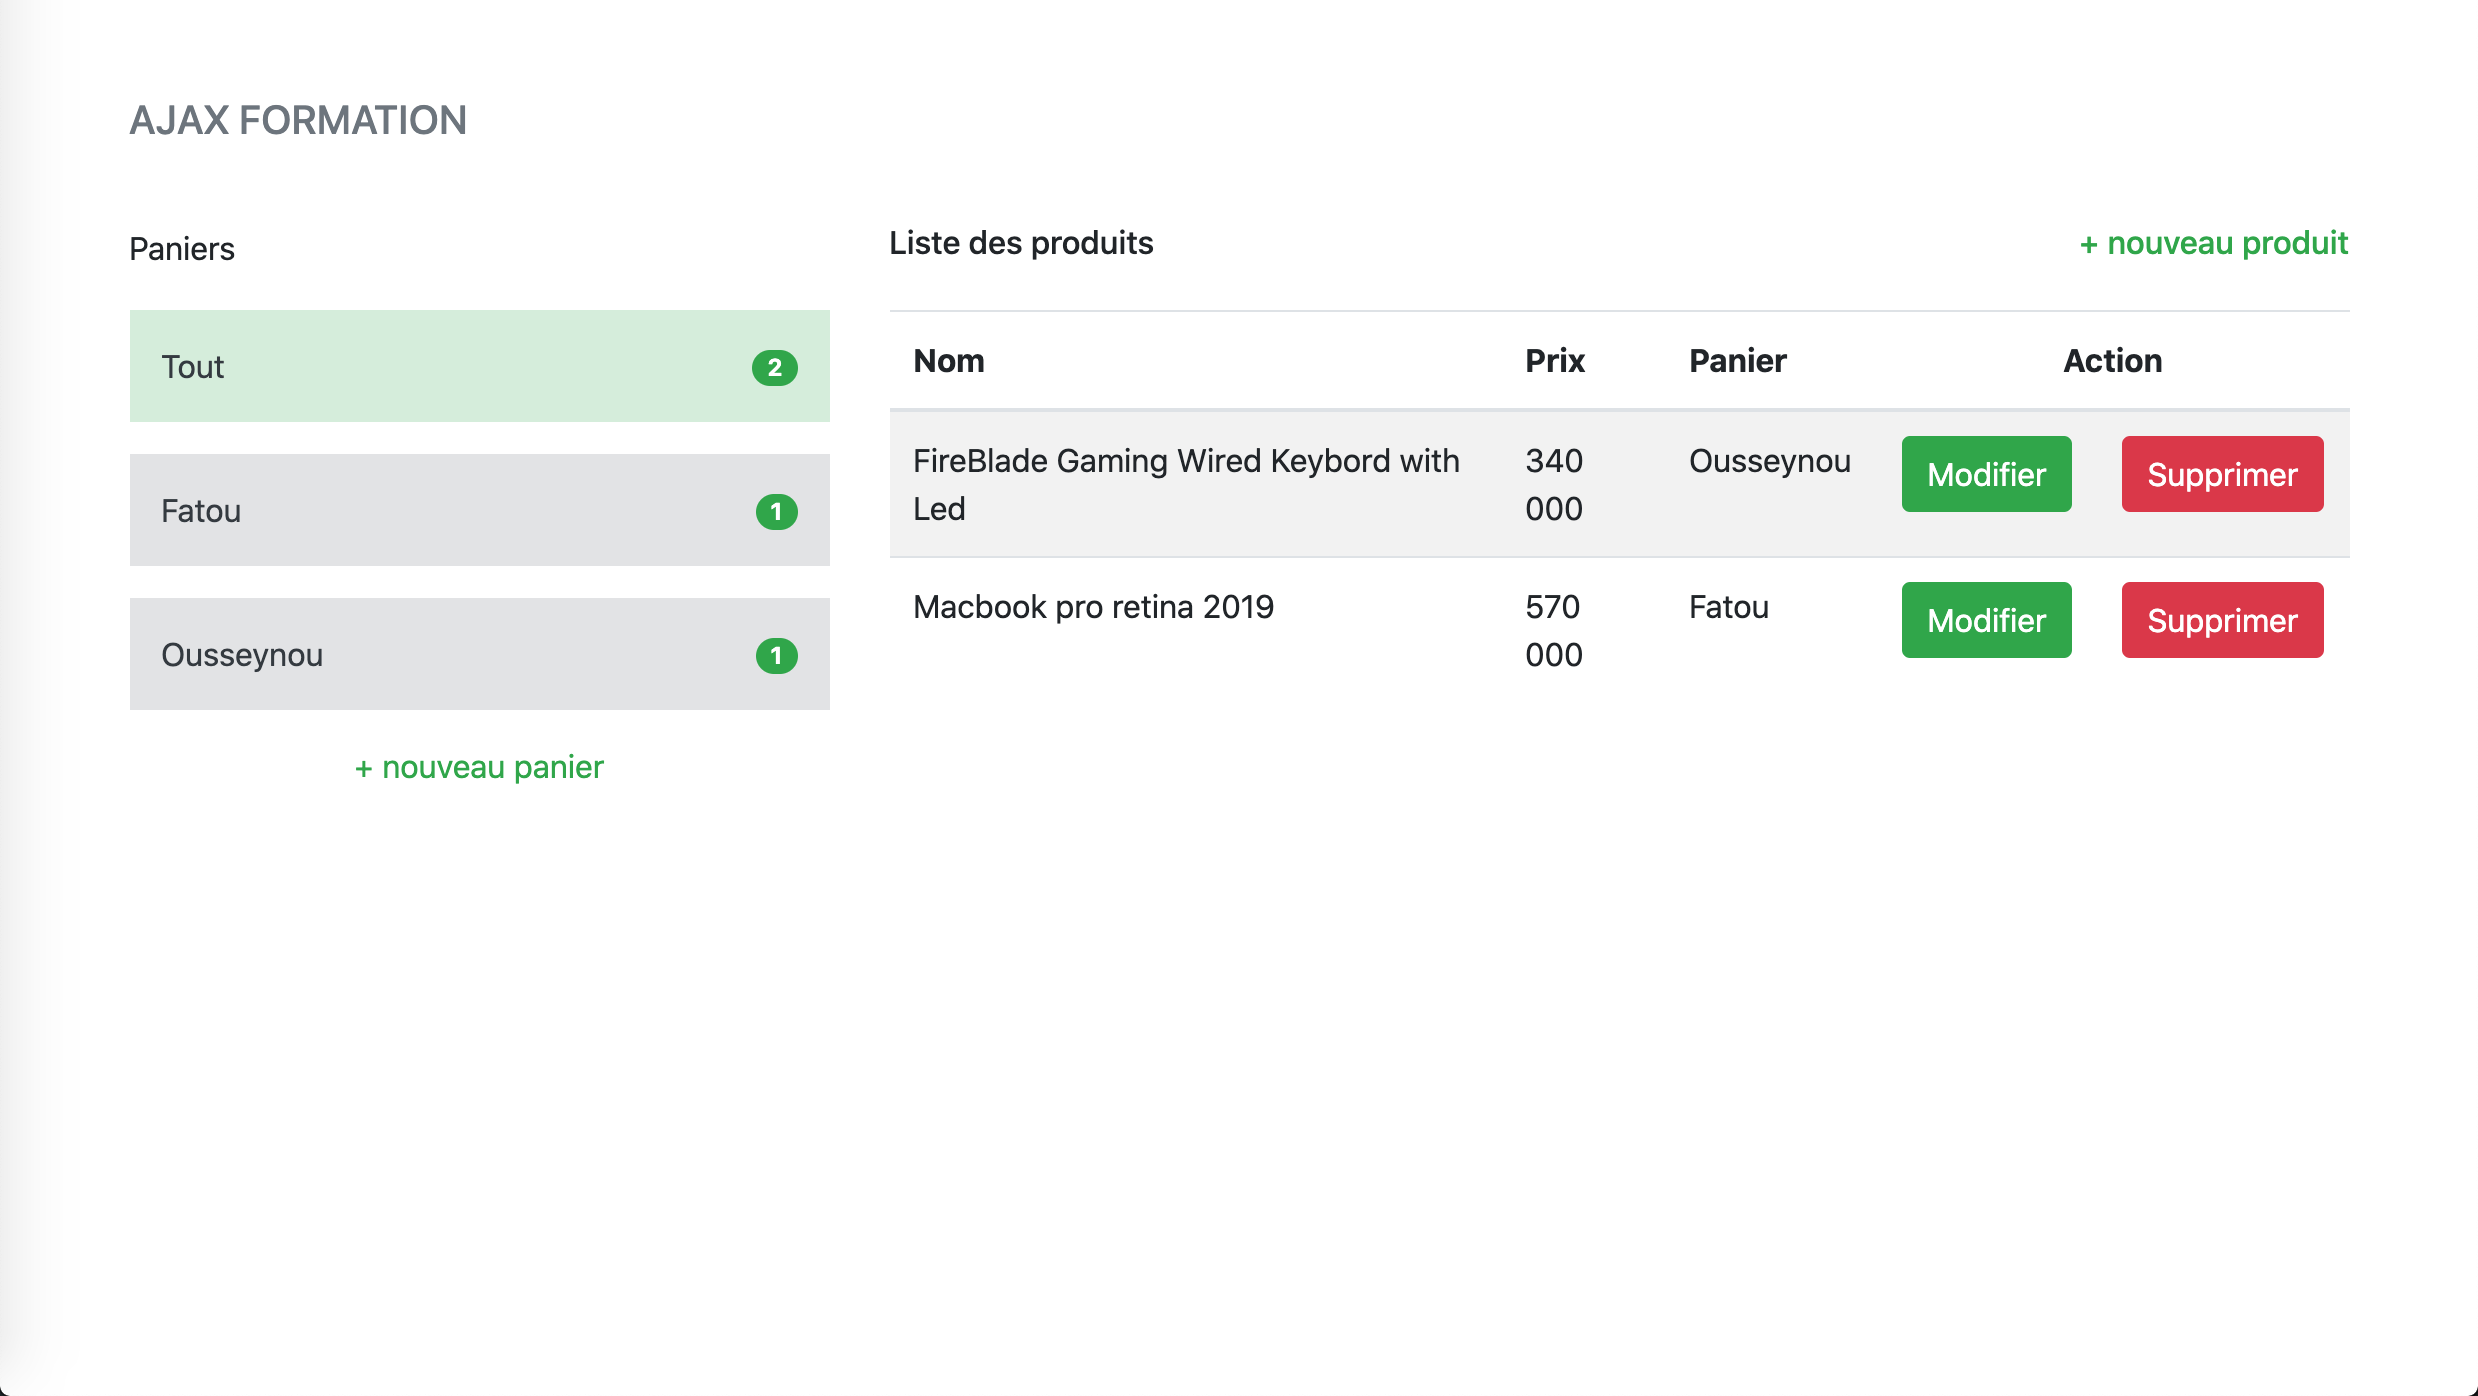 AJAX FORMATION
Paniers
Tout 2
Fatou 1
Ousseynou 1
+ nouveau panier
Liste des produits + nouveau produit
Nom Prix Panier Action
FireBlade Gaming Wired Keybord with 340 Ousseynou Modifier Supprimer
Led 000
Macbook pro retina 2019 570 Fatou Modifier Supprimer
000